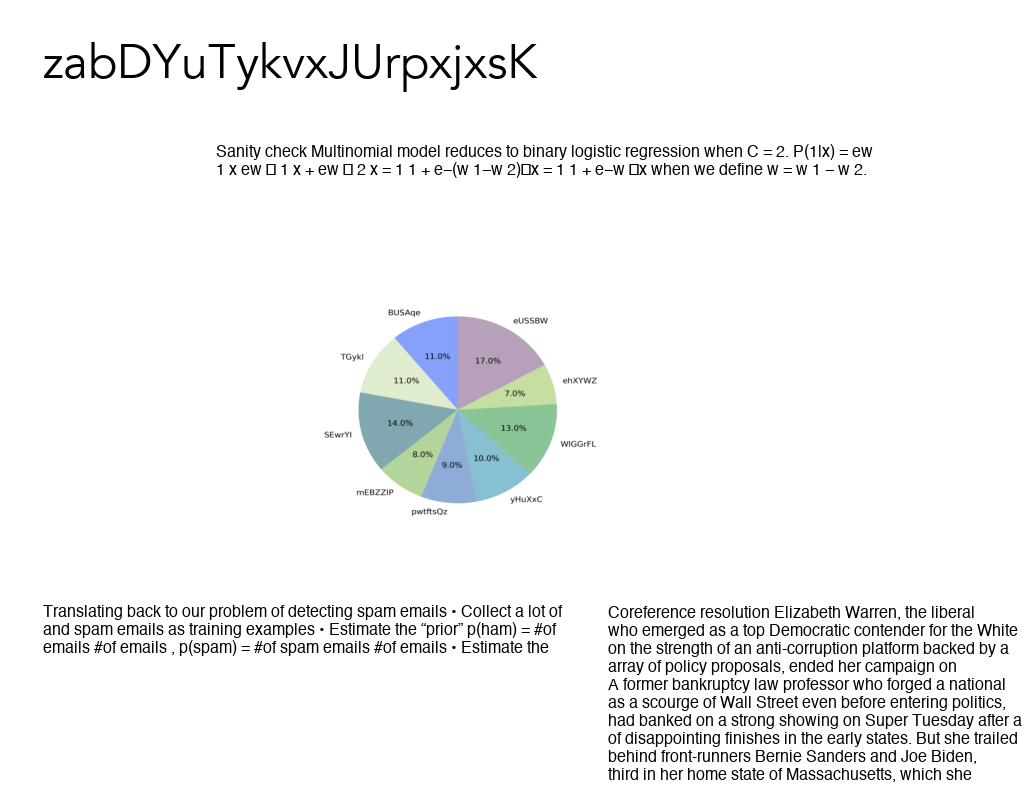 zabDYuTykvxJUrpxjxsK
Sanity check Multinomial model reduces to binary logistic regression when C = 2. P(1|x) = ew
1 x ew � 1 x + ew � 2 x = 1 1 + e−(w 1−w 2)�x = 1 1 + e−w �x when we define w = w 1 − w 2.
BUSAqe
eUSSBW
11.0%
17.0%
TGykI
ehXYWZ
11.0%
7.0%
14.0%
13.0%
SEwrYI
WIGGrFL
8.0%
9.0%
10.0%
mEBZZIP
yHuXxC
pwtftsQz
Translating back to our problem of detecting spam emails • Collect a lot of
and spam emails as training examples • Estimate the “prior” p(ham) = #of
emails #of emails , p(spam) = #of spam emails #of emails • Estimate the
Coreference resolution Elizabeth Warren, the liberal
who emerged as a top Democratic contender for the White
on the strength of an anti-corruption platform backed by a
array of policy proposals, ended her campaign on
A former bankruptcy law professor who forged a national
as a scourge of Wall Street even before entering politics,
had banked on a strong showing on Super Tuesday after a
of disappointing finishes in the early states. But she trailed
behind front-runners Bernie Sanders and Joe Biden,
third in her home state of Massachusetts, which she